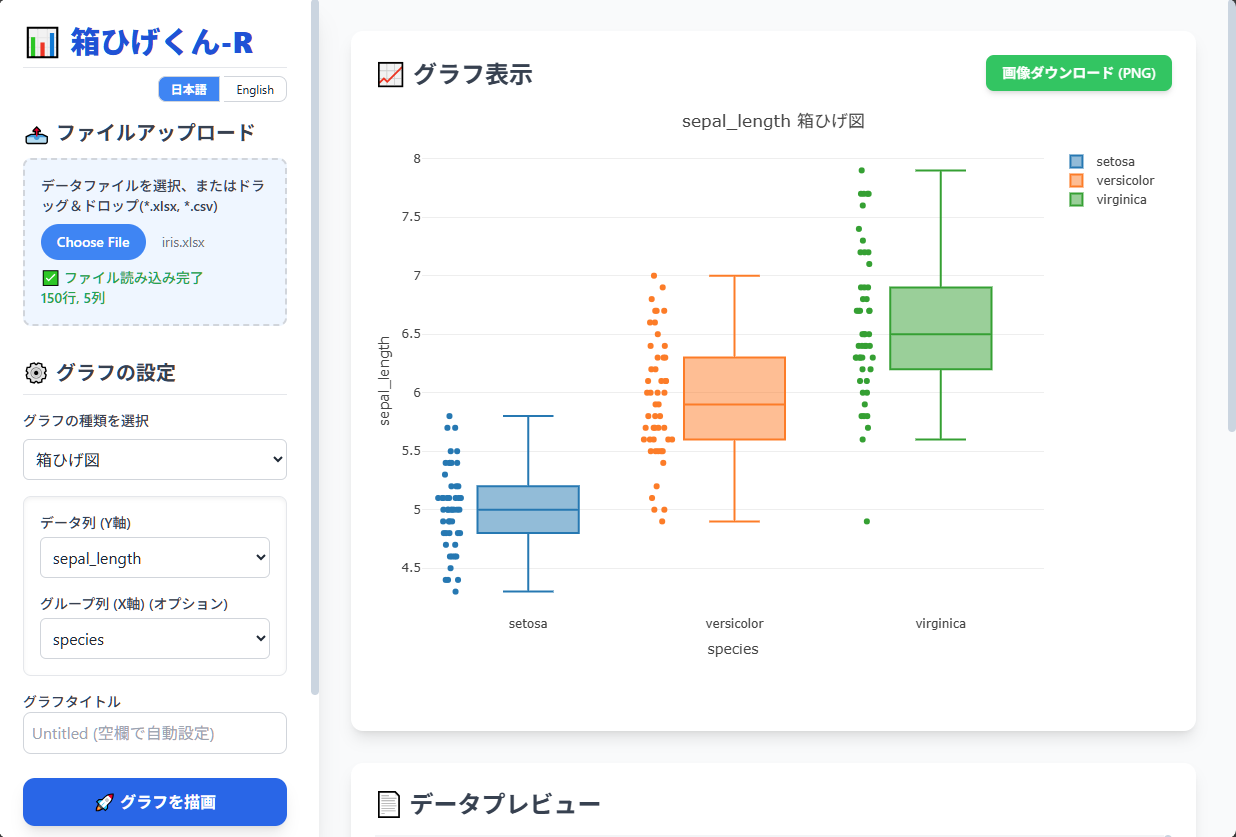 箱ひげくん-R
日本語
English
ファイルアップロード
データファイルを選択、またはドラ
ッグ＆ドロップ(*.xlsx, *.csv)
Choose File
iris.xlsx
ファイル読み込み完了
150行, 5列
グラフの設定
グラフの種類を選択
箱ひげ図
データ列 (Y軸)
sepal_length
グループ列 (X軸) (オプション)
species
グラフタイトル
Untitled (空欄で自動設定)
グラフを描画
グラフ表示
画像ダウンロード (PNG)
sepal_length 箱ひげ図
8
7.5
7
6.5
6
5.5
5
4.5
sepal_length
setosa
versicolor
virginica
species
setosa
versicolor
virginica
データプレビュー